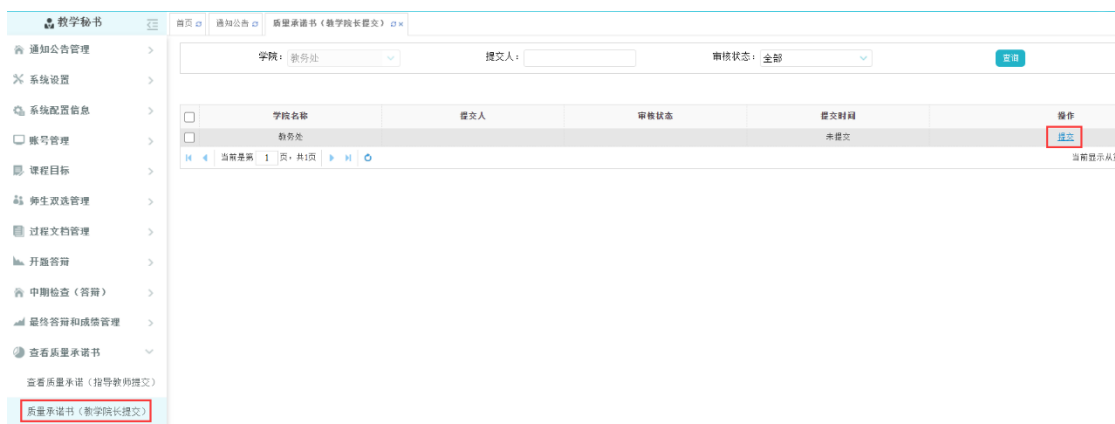 教学秘书
首页 通知公告 质量承诺书（教学院长提交）
通知公告管理
学院： 教务处 提交人： 审核状态： 全部 查询
系统设置
系统配置信息
学院名称 提交人 审核状态 提交时间 操作
账号管理
教务处 未提交 提交
当前是第 1 页，共1页 当前显示从
课程目标
师生双选管理
过程文档管理
开题答辩
中期检查（答辩）
最终答辩和成绩管理
查看质量承诺书
查看质量承诺（指导教师提交）
质量承诺书（教学院长提交）